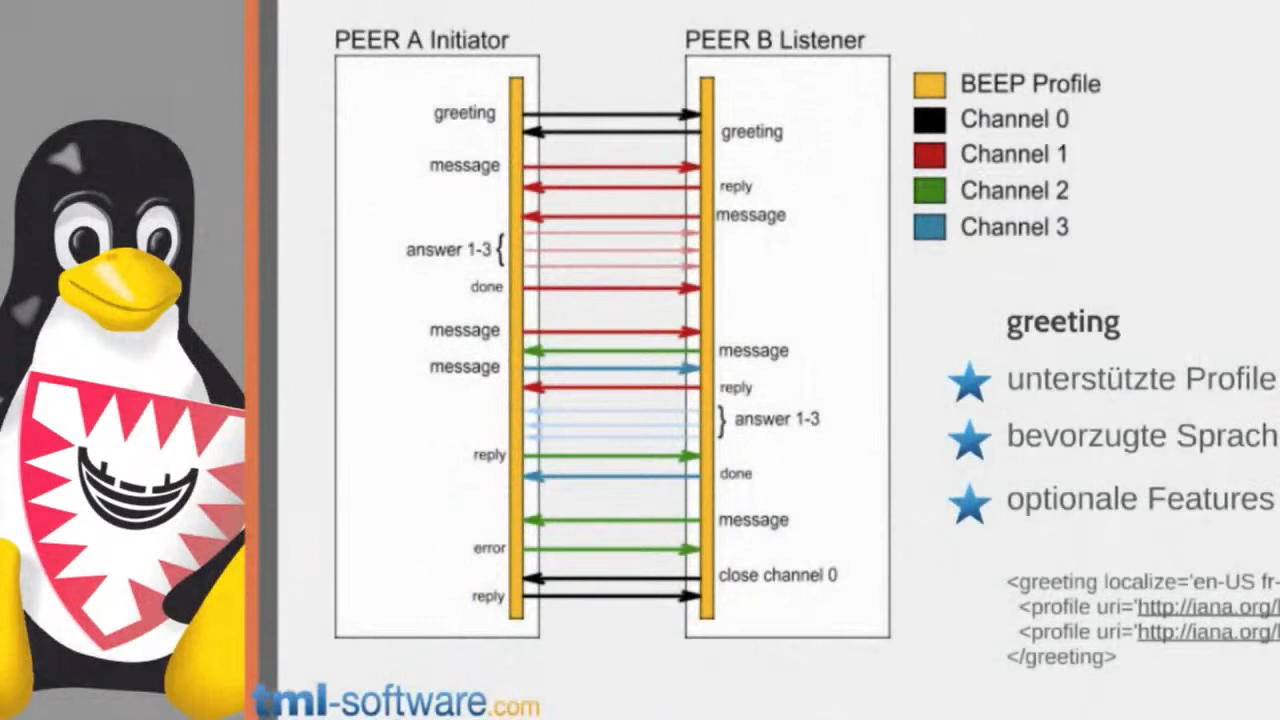 PEER A Initiator
PEER B Listener
greeting
greeting
message
reply
message
answer 1-3
done
message
message
message
reply
answer 1-3
reply
done
message
error
close channel 0
reply
BEEP Profile
Channel 0
Channel 1
Channel 2
Channel 3
greeting
unterstützte Profile
bevorzugte Sprach
optionale Features
<greeting localize='en-US fr-
<profile uri='http://iana.org/
<profile uri='http://iana.org/
</greeting>
tml-software.com